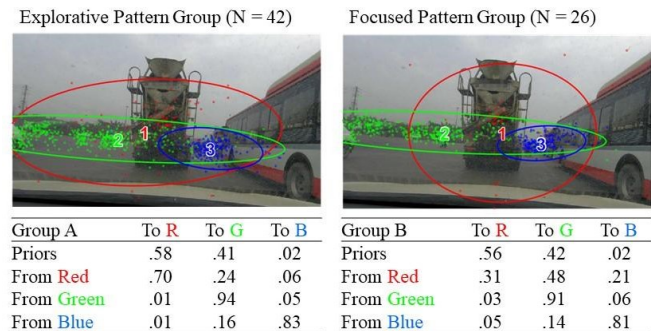 Explorative Pattern Group (N = 42)
1
2
3
Group A To R To G To B
Priors .58 .41 .02
From Red .70 .24 .06
From Green .01 .94 .05
From Blue .01 .16 .83
Focused Pattern Group (N = 26)
1
2
3
Group B To R To G To B
Priors .56 .42 .02
From Red .31 .48 .21
From Green .03 .91 .06
From Blue .05 .14 .81